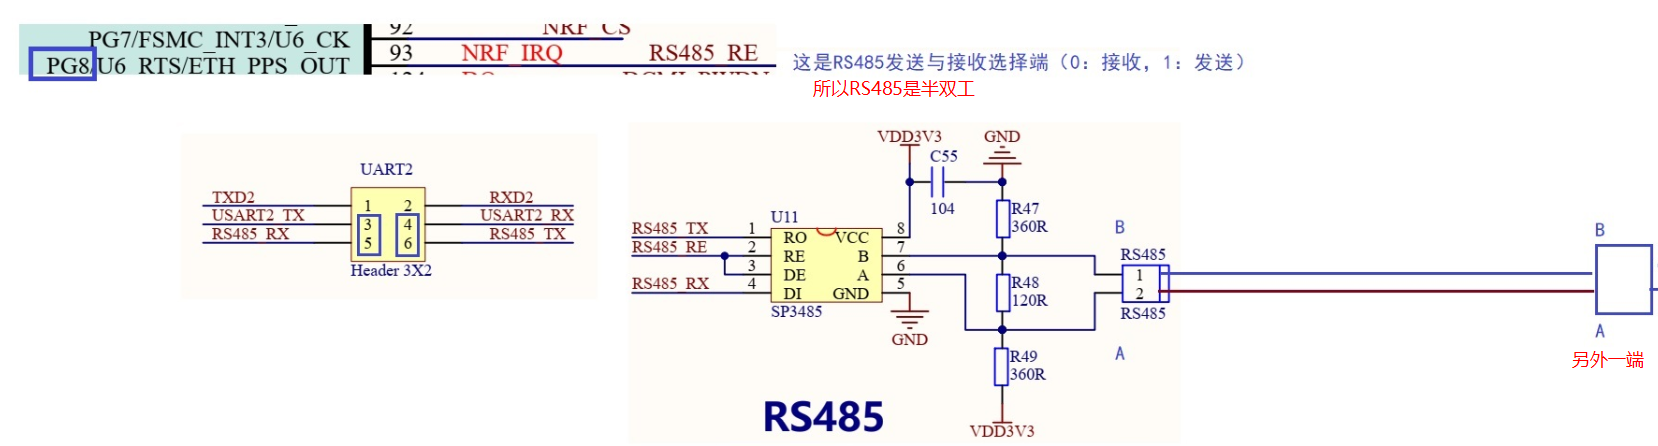 92 NRF_CS
PG7/FSMC_INT3/U6_CK
93 NRF_IRQ RS485_RE
PG8/U6_RTS/ETH_PPS_OUT
这是RS485发送与接收选择端（0：接收，1：发送）
所以RS485是半双工
UART2
TXD2 1 2 RXD2
USART2_TX 3 4 USART2_RX
RS485_RX 5 6 RS485_TX
Header 3X2
VDD3V3 GND
C55
104
R47
360R
U11
RS485_TX 1 RO VCC 8
RS485_RE 2 RE B 7
3 DE A 6
RS485_RX 4 DI GND 5
SP3485
GND
R48
120R
R49
360R
VDD3V3
B
RS485
1
2
RS485
A
RS485
B
A
另外一端